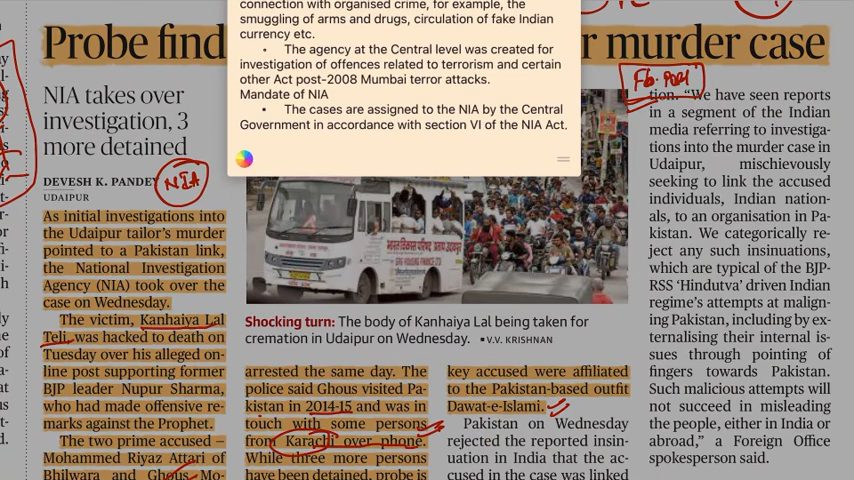 connection with organised crime, for example, the
smuggling of arms and drugs, circulation of fake Indian
currency etc.
• The agency at the Central level was created for
investigation of offences related to terrorism and certain
other Act post-2008 Mumbai terror attacks.
Mandate of NIA
• The cases are assigned to the NIA by the Central
Government in accordance with section VI of the NIA Act.
Probe find
r murder case
NIA takes over
investigation, 3
more detained
DEVESH K. PANDEY
UDAIPUR
NIA
As initial investigations into
the Udaipur tailor's murder
pointed to a Pakistan link,
the National Investigation
Agency (NIA) took over the
case on Wednesday.
The victim, Kanhaiya Lal
Teli, was hacked to death on
Tuesday over his alleged on-
line post supporting former
BJP leader Nupur Sharma,
who had made offensive re-
marks against the Prophet.
The two prime accused –
Mohammed Riyaz Attari of
Bhilwara and Ghous Mo-
भारत विकास परिषद
Shocking turn: The body of Kanhaiya Lal being taken for
cremation in Udaipur on Wednesday. ▪ V.V. KRISHNAN
arrested the same day. The
police said Ghous visited Pa-
kistan in 2014-15 and was in
touch with some persons
from Karachi over phone.
While three more persons
have been detained, probe is
key accused were affiliated
to the Pakistan-based outfit
Dawat-e-Islami.
Pakistan on Wednesday
rejected the reported insin-
uation in India that the ac-
cused in the case was linked
tion. "We have seen reports
in a segment of the Indian
media referring to investiga-
tions into the murder case in
Udaipur, mischievously
seeking to link the accused
individuals, Indian nation-
als, to an organisation in Pa-
kistan. We categorically re-
ject any such insinuations,
which are typical of the BJP-
RSS 'Hindutva' driven Indian
regime's attempts at malign-
ing Pakistan, including by ex-
ternalising their internal is-
sues through pointing of
fingers towards Pakistan.
Such malicious attempts will
not succeed in misleading
the people, either in India or
abroad," a Foreign Office
spokesperson said.